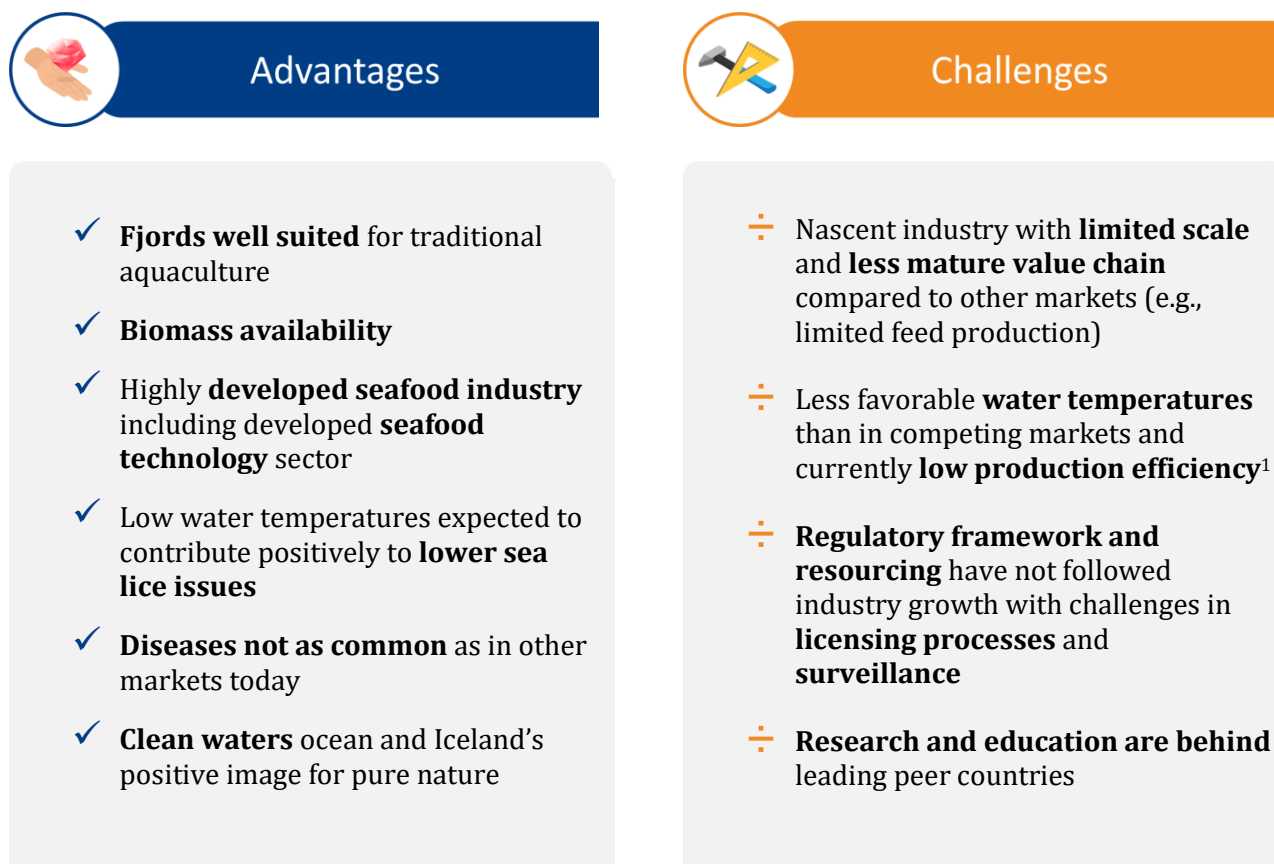 Advantages
✓ Fjords well suited for traditional
aquaculture
✓ Biomass availability
✓ Highly developed seafood industry
including developed seafood
technology sector
✓ Low water temperatures expected to
contribute positively to lower sea
lice issues
✓ Diseases not as common as in other
markets today
✓ Clean waters ocean and Iceland’s
positive image for pure nature
Challenges
÷ Nascent industry with limited scale
and less mature value chain
compared to other markets (e.g.,
limited feed production)
÷ Less favorable water temperatures
than in competing markets and
currently low production efficiency¹
÷ Regulatory framework and
resourcing have not followed
industry growth with challenges in
licensing processes and
surveillance
÷ Research and education are behind
leading peer countries